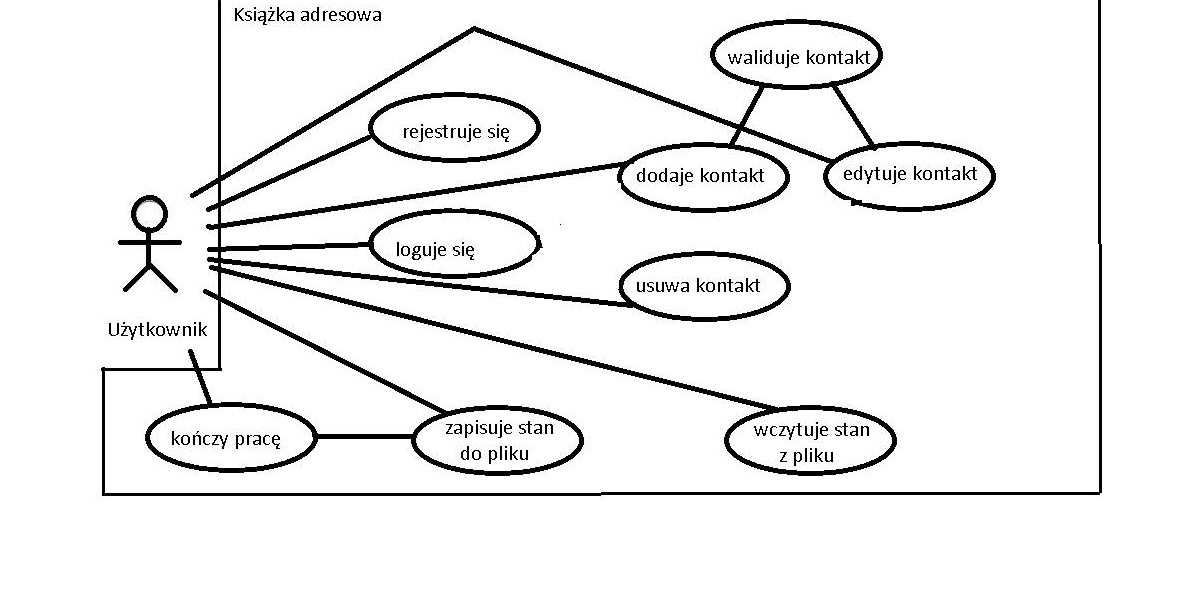 Książka adresowa
waliduje kontakt
rejestruje się
dodaje kontakt
edytuje kontakt
loguje się
usuwa kontakt
Użytkownik
kończy pracę
zapisuje stan
do pliku
wczytuje stan
z pliku